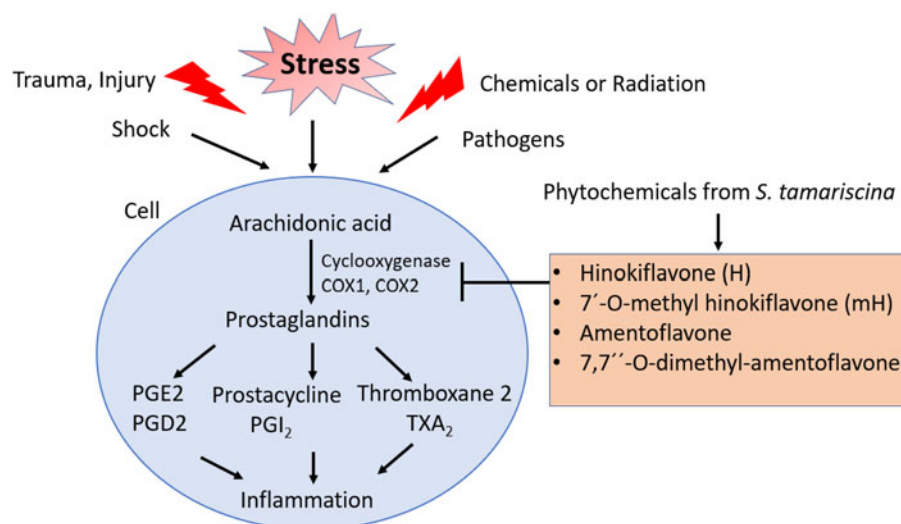 Stress
Trauma, Injury
Chemicals or Radiation
Shock
Pathogens
Phytochemicals from S. tamariscina
Cell
Arachidonic acid
Cyclooxygenase
COX1, COX2
• Hinokiflavone (H)
• 7´-O-methyl hinokiflavone (mH)
• Amentoflavone
• 7,7´´-O-dimethyl-amentoflavone
Prostaglandins
PGE2
PGD2
Prostacycline
PGI₂
Thromboxane 2
TXA₂
Inflammation